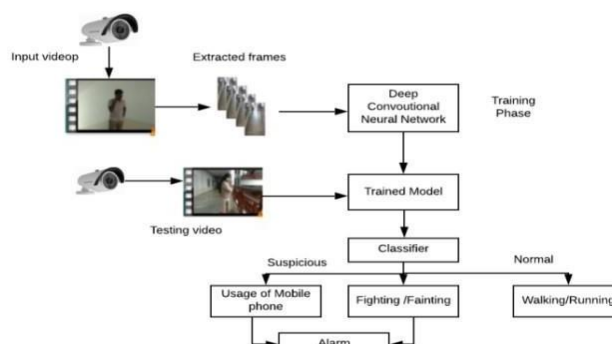 Input videop
Extracted frames
Deep
Convoutional
Neural Network
Training
Phase
Trained Model
Testing video
Classifier
Suspicious
Normal
Usage of Mobile
phone
Fighting /Fainting
Walking/Running
Alarm